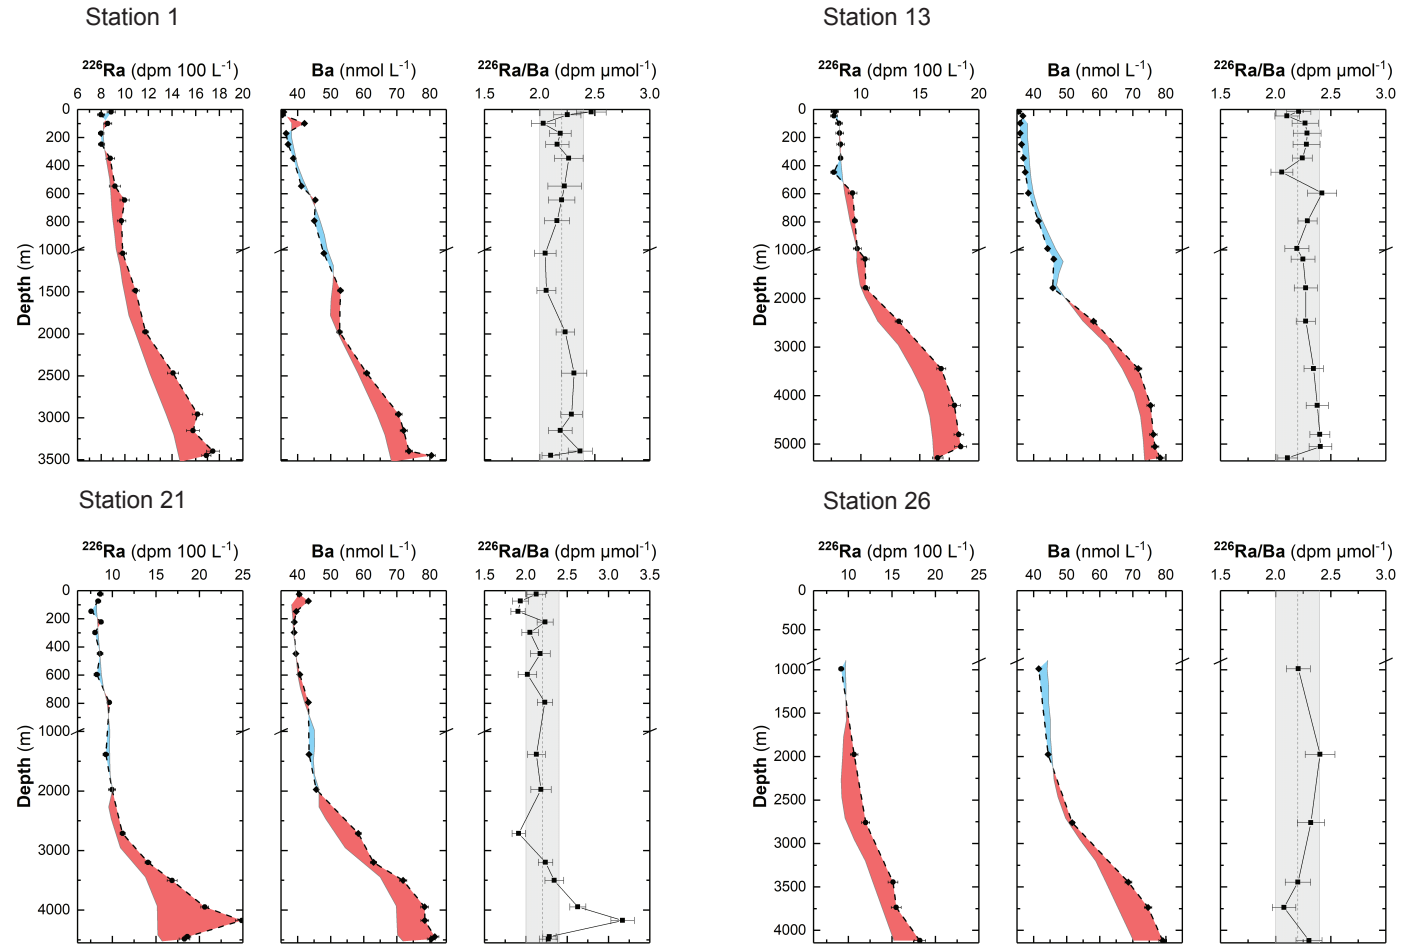 Station 1
²²⁶Ra (dpm 100 L⁻¹)
6 8 10 12 14 16 18 20
Ba (nmol L⁻¹)
40 50 60 70 80
²²⁶Ra/Ba (dpm µmol⁻¹)
1.5 2.0 2.5 3.0
Depth (m)
0
200
400
600
800
1000
1500
2000
2500
3000
3500
Station 13
²²⁶Ra (dpm 100 L⁻¹)
10 15 20 25
Ba (nmol L⁻¹)
40 50 60 70 80
²²⁶Ra/Ba (dpm µmol⁻¹)
1.5 2.0 2.5 3.0
Depth (m)
0
200
400
600
800
1000
2000
3000
4000
5000
Station 21
²²⁶Ra (dpm 100 L⁻¹)
10 15 20 25
Ba (nmol L⁻¹)
40 50 60 70 80
²²⁶Ra/Ba (dpm µmol⁻¹)
1.5 2.0 2.5 3.0 3.5
Depth (m)
0
200
400
600
800
1000
2000
3000
4000
Station 26
²²⁶Ra (dpm 100 L⁻¹)
10 15 20 25
Ba (nmol L⁻¹)
40 50 60 70 80
²²⁶Ra/Ba (dpm µmol⁻¹)
1.5 2.0 2.5 3.0
Depth (m)
0
500
1000
1500
2000
2500
3000
3500
4000